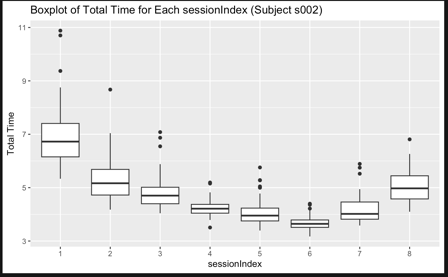 Boxplot of Total Time for Each sessionIndex (Subject s002)
11
9
7
5
3
Total Time
1 2 3 4 5 6 7 8
sessionIndex